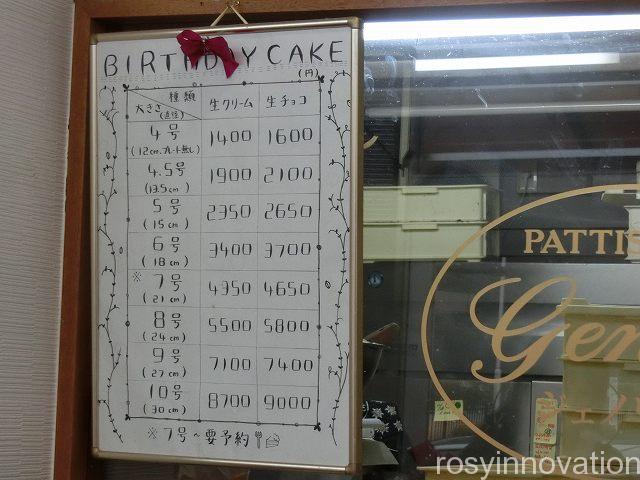 BIRTHDAY CAKE
(円)
種類 大きさ(直径) 生クリーム 生チョコ
4号 (12cm、プレート無し) 1400 1600
4.5号 (13.5cm) 1900 2100
5号 (15cm) 2350 2650
6号 (18cm) 3400 3700
※7号 (21cm) 4350 4650
8号 (24cm) 5500 5800
9号 (27cm) 7100 7400
10号 (30cm) 8700 9000
※7号~要予約
PATTIS
Gen
ジェノ
rosyinnovation